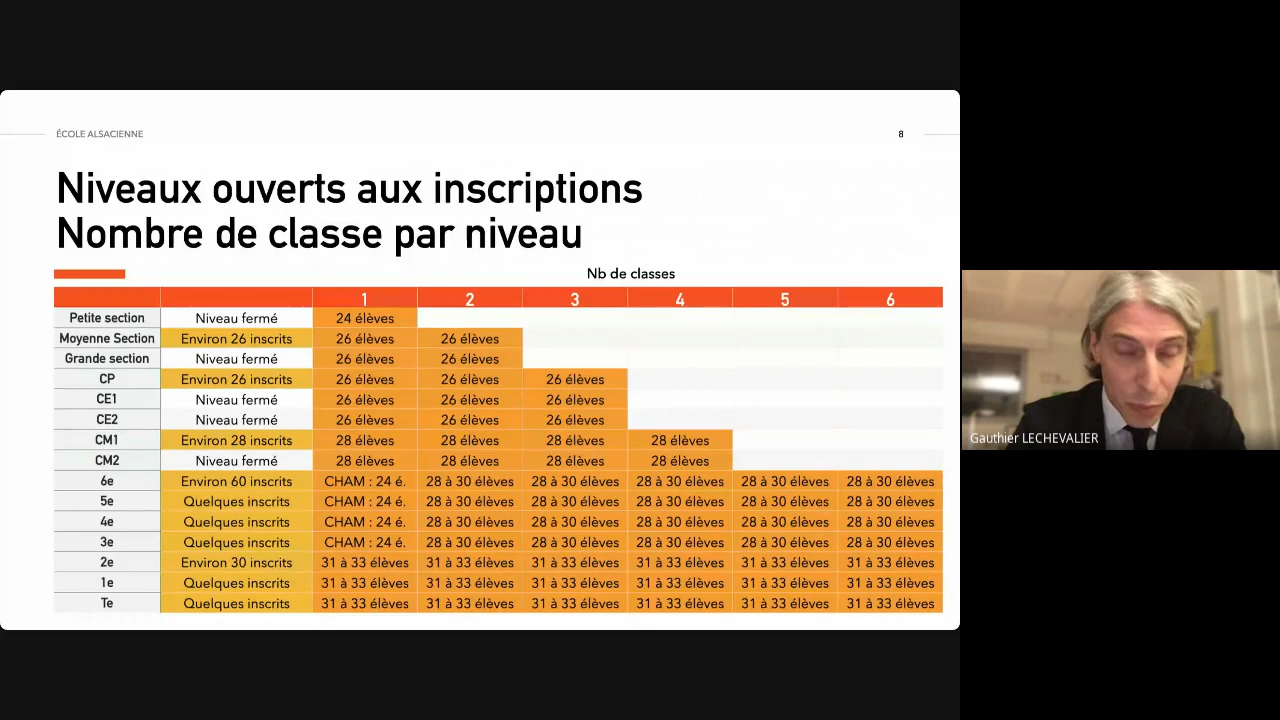 ÉCOLE ALSACIENNE 8
Niveaux ouverts aux inscriptions
Nombre de classe par niveau
Nb de classes
1 2 3 4 5 6
Petite section Niveau fermé 24 élèves
Moyenne Section Environ 26 inscrits 26 élèves 26 élèves
Grande section Niveau fermé 26 élèves 26 élèves
CP Environ 26 inscrits 26 élèves 26 élèves 26 élèves
CE1 Niveau fermé 26 élèves 26 élèves 26 élèves
CE2 Niveau fermé 26 élèves 26 élèves 26 élèves
CM1 Environ 28 inscrits 28 élèves 28 élèves 28 élèves 28 élèves
CM2 Niveau fermé 28 élèves 28 élèves 28 élèves 28 élèves
6e Environ 60 inscrits CHAM : 24 é. 28 à 30 élèves 28 à 30 élèves 28 à 30 élèves 28 à 30 élèves 28 à 30 élèves
5e Quelques inscrits CHAM : 24 é. 28 à 30 élèves 28 à 30 élèves 28 à 30 élèves 28 à 30 élèves 28 à 30 élèves
4e Quelques inscrits CHAM : 24 é. 28 à 30 élèves 28 à 30 élèves 28 à 30 élèves 28 à 30 élèves 28 à 30 élèves
3e Quelques inscrits CHAM : 24 é. 28 à 30 élèves 28 à 30 élèves 28 à 30 élèves 28 à 30 élèves 28 à 30 élèves
2e Environ 30 inscrits 31 à 33 élèves 31 à 33 élèves 31 à 33 élèves 31 à 33 élèves 31 à 33 élèves 31 à 33 élèves
1e Quelques inscrits 31 à 33 élèves 31 à 33 élèves 31 à 33 élèves 31 à 33 élèves 31 à 33 élèves 31 à 33 élèves
Te Quelques inscrits 31 à 33 élèves 31 à 33 élèves 31 à 33 élèves 31 à 33 élèves 31 à 33 élèves 31 à 33 élèves
Gauthier LECHEVALIER